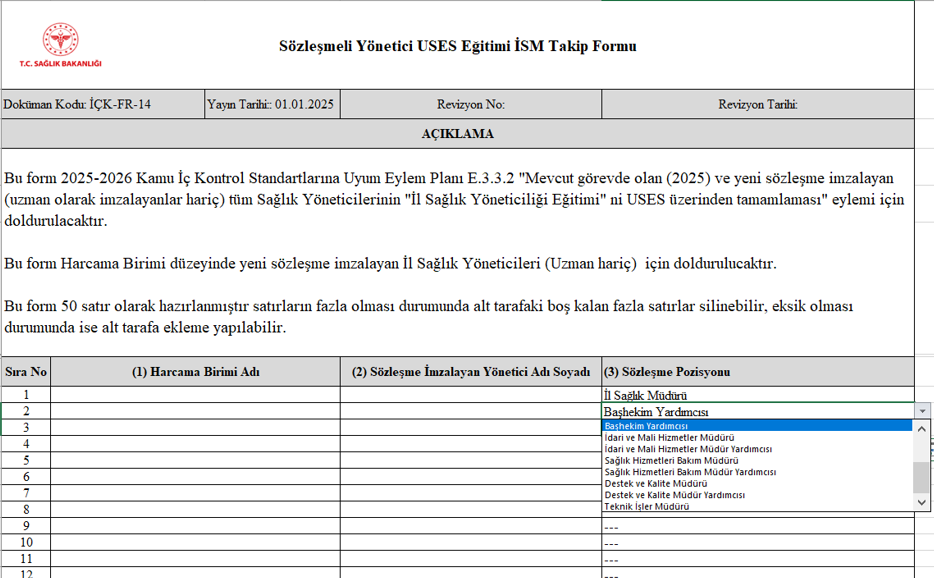 T.C. SAĞLIK BAKANLIĞI
Sözleşmeli Yönetici USES Eğitimi İSM Takip Formu
Doküman Kodu: İÇK-FR-14 Yayın Tarihi:: 01.01.2025 Revizyon No: Revizyon Tarihi:
AÇIKLAMA
Bu form 2025-2026 Kamu İç Kontrol Standartlarına Uyum Eylem Planı E.3.3.2 "Mevcut görevde olan (2025) ve yeni sözleşme imzalayan
(uzman olarak imzalayanlar hariç) tüm Sağlık Yöneticilerinin "İl Sağlık Yöneticiliği Eğitimi" ni USES üzerinden tamamlaması" eylemi için
doldurulacaktır.
Bu form Harcama Birimi düzeyinde yeni sözleşme imzalayan İl Sağlık Yöneticileri (Uzman hariç) için doldurulucaktır.
Bu form 50 satır olarak hazırlanmıştır satırların fazla olması durumunda alt tarafaki boş kalan fazla satırlar silinebilir, eksik olması
durumunda ise alt tarafa ekleme yapılabilir.
Sıra No (1) Harcama Birimi Adı (2) Sözleşme İmzalayan Yönetici Adı Soyadı (3) Sözleşme Pozisyonu
1 İl Sağlık Müdürü
2 Başhekim Yardımcısı
3
4
5
6
7
8
Başhekim Yardımcısı
İdari ve Mali Hizmetler Müdürü
İdari ve Mali Hizmetler Müdür Yardımcısı
Sağlık Hizmetleri Bakım Müdürü
Sağlık Hizmetleri Bakım Müdür Yardımcısı
Destek ve Kalite Müdürü
Destek ve Kalite Müdür Yardımcısı
Teknik İşler Müdürü
9 ---
10 ---
11 ---
12 ---